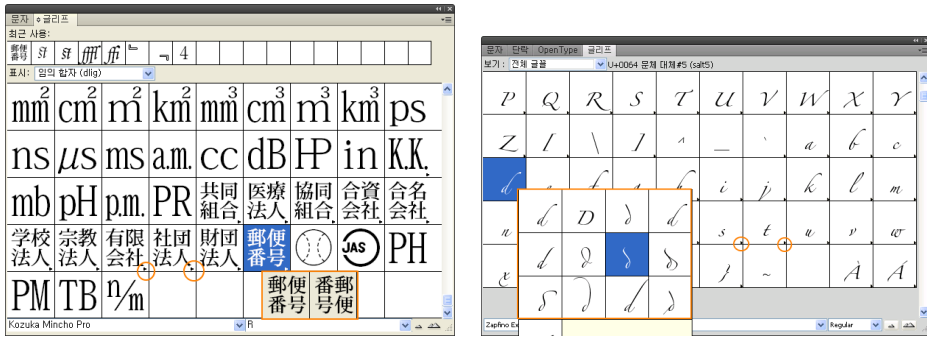 문자 글리프
최근 사용:
郵便番号 st st ffff ffi 4
표시: 임의 합자 (dlig)
mm² cm² m² km² mm³ cm³ m³ km³ ps
ns μs ms a.m. cc dB HP in K.K.
mb pH p.m. PR 共同組合 医療法人 協同組合 合資会社 合名会社
学校法人 宗教法人 有限会社 社団法人 財団法人 郵便番号 JAS PH
PM TB n/m
郵便番号 番郵号便
Kozuka Mincho Pro R
문자 단락 OpenType 글리프
보기: 전체 글꼴 U+0064 문체 대체#5 (salt5)
P Q R S T U V W X Y
Z [ \ ] ^ _ ` a b c
d e f g h i j k l m
n s t u v w
x } ~ À Á
d D d d
d d d d
d d d d
Zapfino Ex Regular